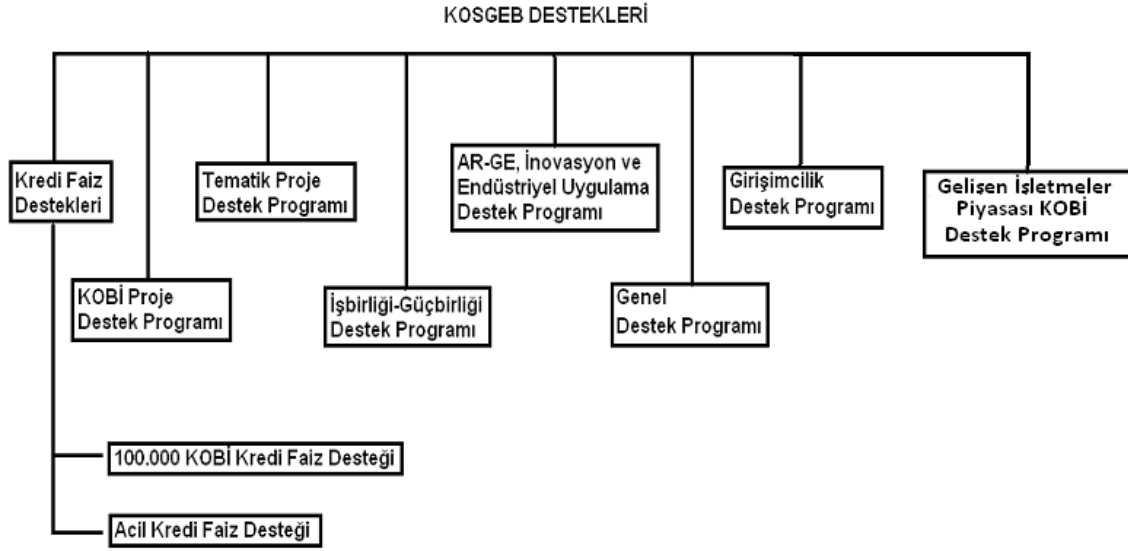 KOSGEB DESTEKLERİ
Kredi Faiz
Destekleri
KOBİ Proje
Destek Programı
Tematik Proje
Destek Programı
İşbirliği-Güçbirliği
Destek Programı
AR-GE, İnovasyon ve
Endüstriyel Uygulama
Destek Programı
Genel
Destek Programı
Girişimcilik
Destek Programı
Gelişen İşletmeler
Piyasası KOBİ
Destek Programı
100.000 KOBİ Kredi Faiz Desteği
Acil Kredi Faiz Desteği